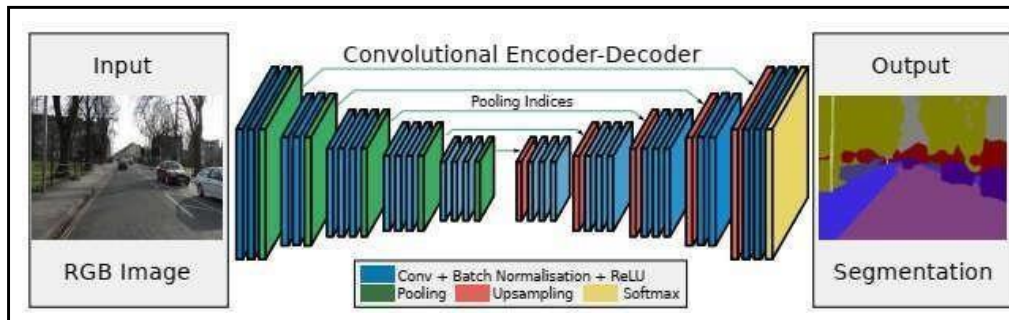 Input
RGB Image
Convolutional Encoder-Decoder
Pooling Indices
Conv + Batch Normalisation + ReLU
Pooling Upsampling Softmax
Output
Segmentation